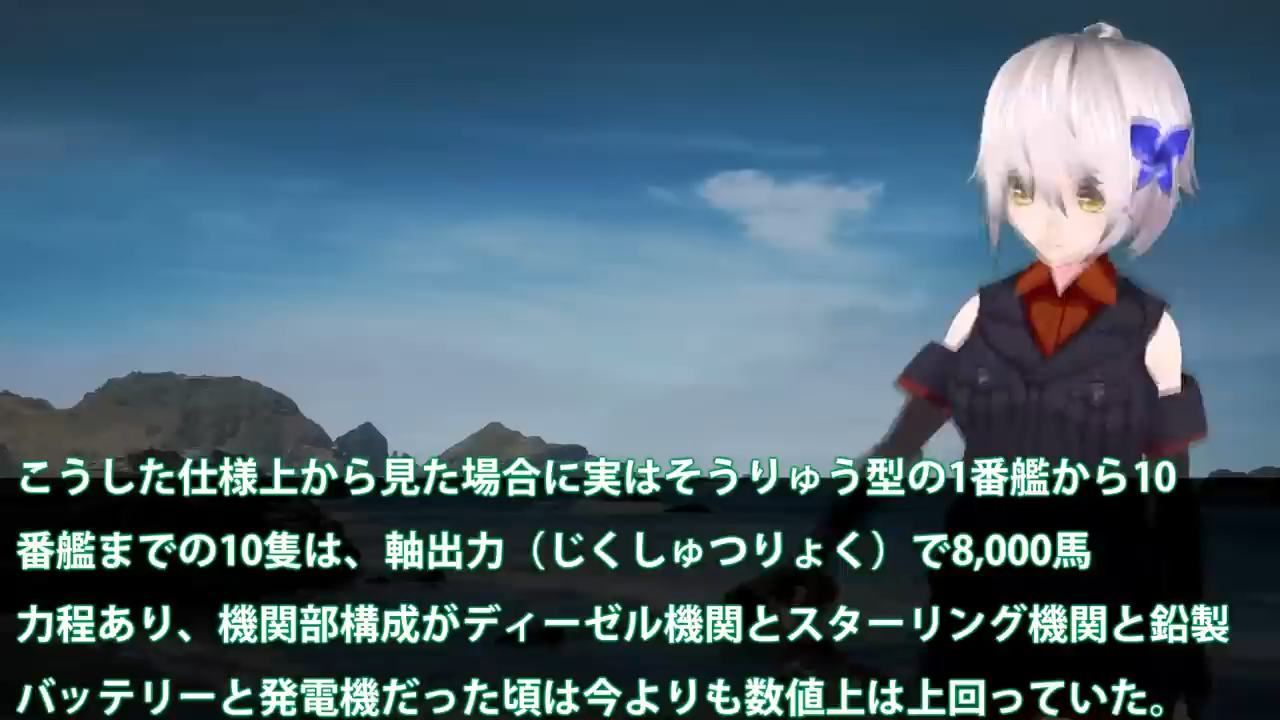 こうした仕様上から見た場合に実はそうりゅう型の1番艦から10
番艦までの10隻は、軸出力（じくしゅつりょく）で8,000馬
力程あり、機関部構成がディーゼル機関とスターリング機関と鉛製
バッテリーと発電機だった頃は今よりも数値上は上回っていた。